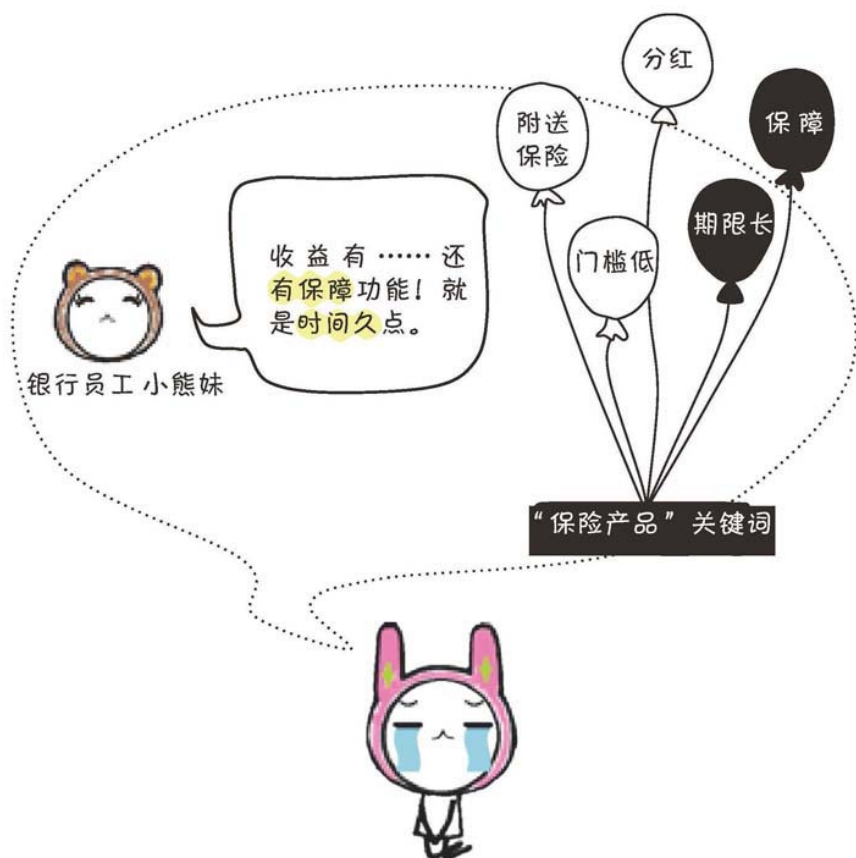 分红
附送
保险
保障
期限长
门槛低
收益有……还
有保障功能！就
是时间久点。
银行员工小熊妹
“保险产品”关键词